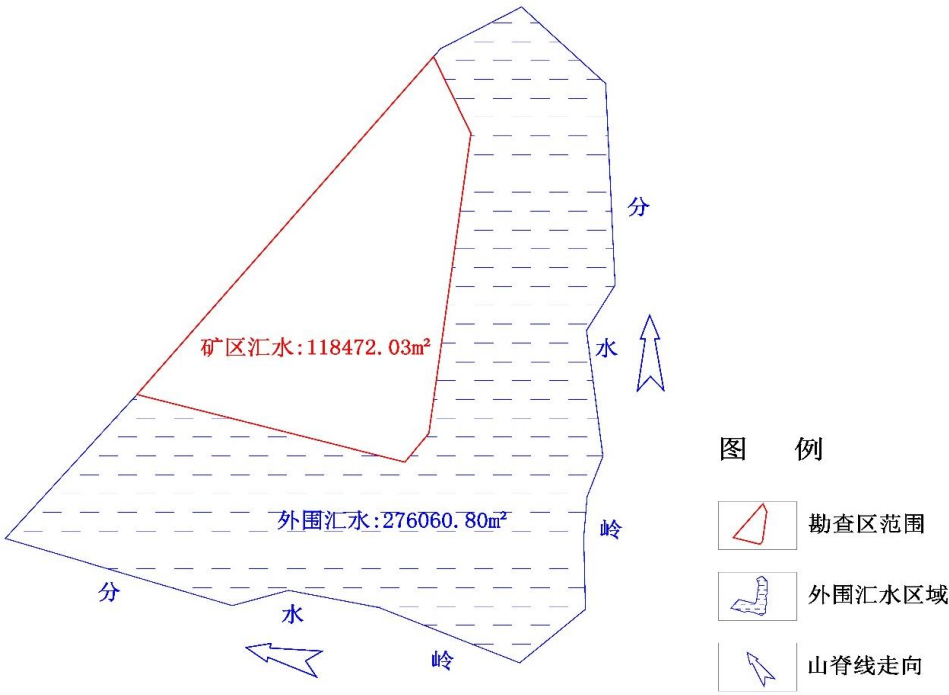 分
水
矿区汇水:118472.03m²
图 例
勘查区范围
外围汇水:276060.80m²
岭
分
水
岭
外围汇水区域
山脊线走向